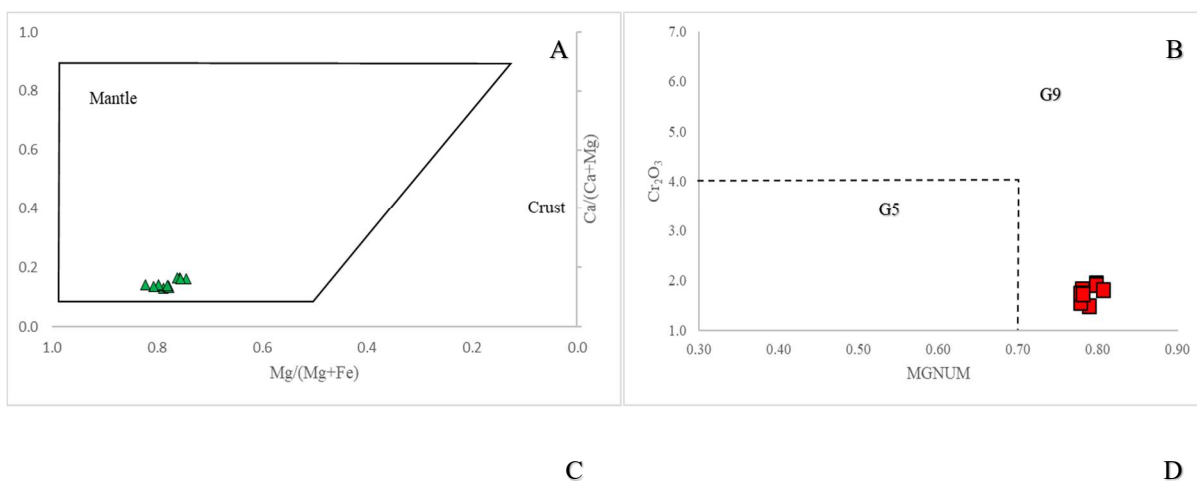 A
1.0
0.8
0.6
0.4
0.2
0.0
Mantle
Crust
Ca/(Ca+Mg)
1.0 0.8 0.6 0.4 0.2 0.0
Mg/(Mg+Fe)
B
7.0
6.0
5.0
4.0
3.0
2.0
1.0
Cr₂O₃
G9
G5
0.30 0.40 0.50 0.60 0.70 0.80 0.90
MGNUM
C
D